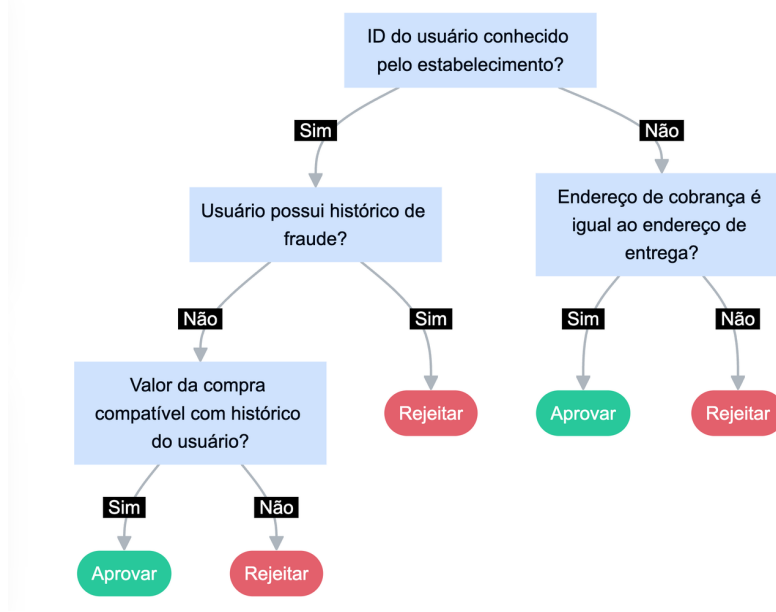 ID do usuário conhecido
pelo estabelecimento?
Sim
Não
Usuário possui histórico de
fraude?
Endereço de cobrança é
igual ao endereço de
entrega?
Não
Sim
Sim
Não
Valor da compra
compatível com histórico
do usuário?
Rejeitar
Aprovar
Rejeitar
Sim
Não
Aprovar
Rejeitar